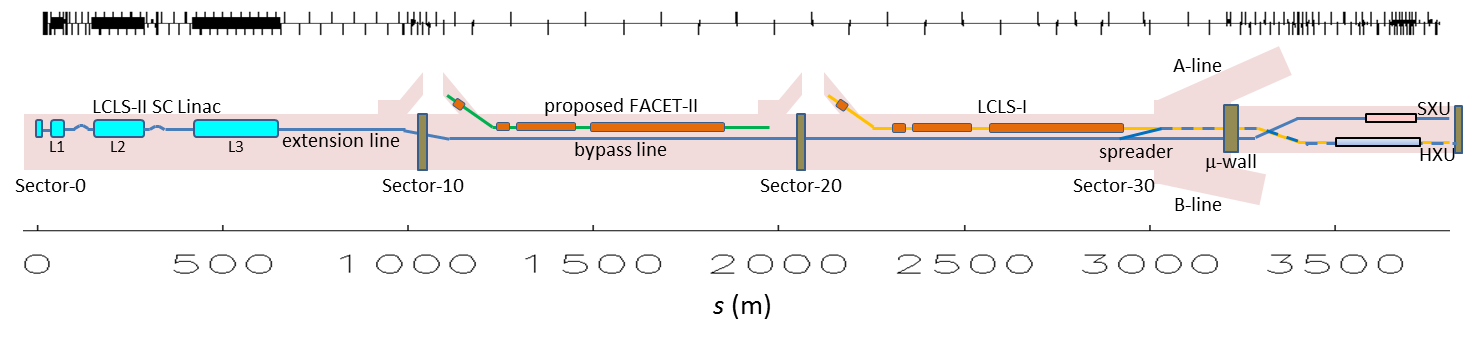 LCLS-II SC Linac
proposed FACET-II
LCLS-I
A-line
SXU
L1
L2
L3
extension line
bypass line
spreader
μ-wall
HXU
Sector-0
Sector-10
Sector-20
Sector-30
B-line
0 500 1000 1500 2000 2500 3000 3500
s (m)